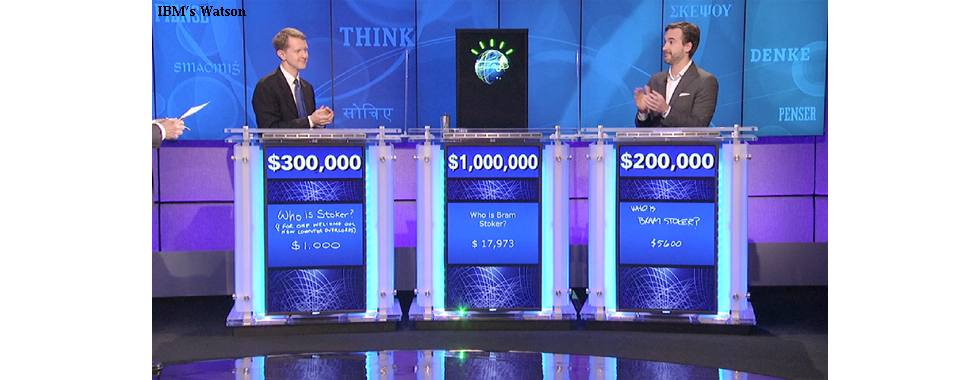 IBM's Watson
PENSE
ΣΚΕΨΟΥ
THINK
DENKE
सोचिए
PENSER
$300,000
$1,000,000
$200,000
Who is Stoker?
(I FOR ONE WELCOME OUR
NEW COMPUTER OVERLORDS)
$1,000
Who is Bram
Stoker?
$ 17,973
WHO IS
BRAM STOKER?
$5600